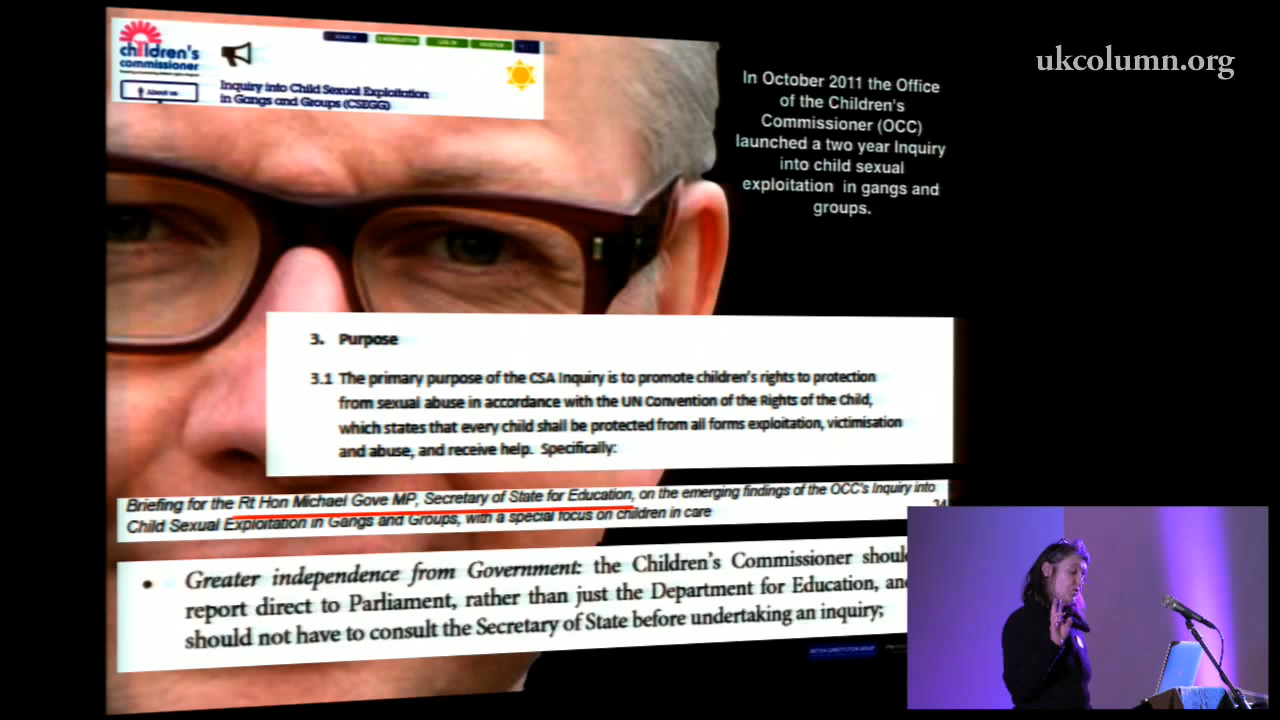 ukcolumn.org
children's
commissioner
About us
SEARCH
E-NEWSLETTER
LOG IN
REGISTER
Inquiry into Child Sexual Exploitation
in Gangs and Groups (CSEGG)
In October 2011 the Office
of the Children's
Commissioner (OCC)
launched a two year Inquiry
into child sexual
exploitation in gangs and
groups.
3. Purpose
3.1 The primary purpose of the CSA Inquiry is to promote children's rights to protection
from sexual abuse in accordance with the UN Convention of the Rights of the Child,
which states that every child shall be protected from all forms exploitation, victimisation
and abuse, and receive help. Specifically:
Briefing for the Rt Hon Michael Gove MP, Secretary of State for Education, on the emerging findings of the OCC's Inquiry into
Child Sexual Exploitation in Gangs and Groups, with a special focus on children in care
• Greater independence from Government: the Children's Commissioner shoul
report direct to Parliament, rather than just the Department for Education, an
should not have to consult the Secretary of State before undertaking an inquiry;
BRITISH CONSTITUTION GROUP